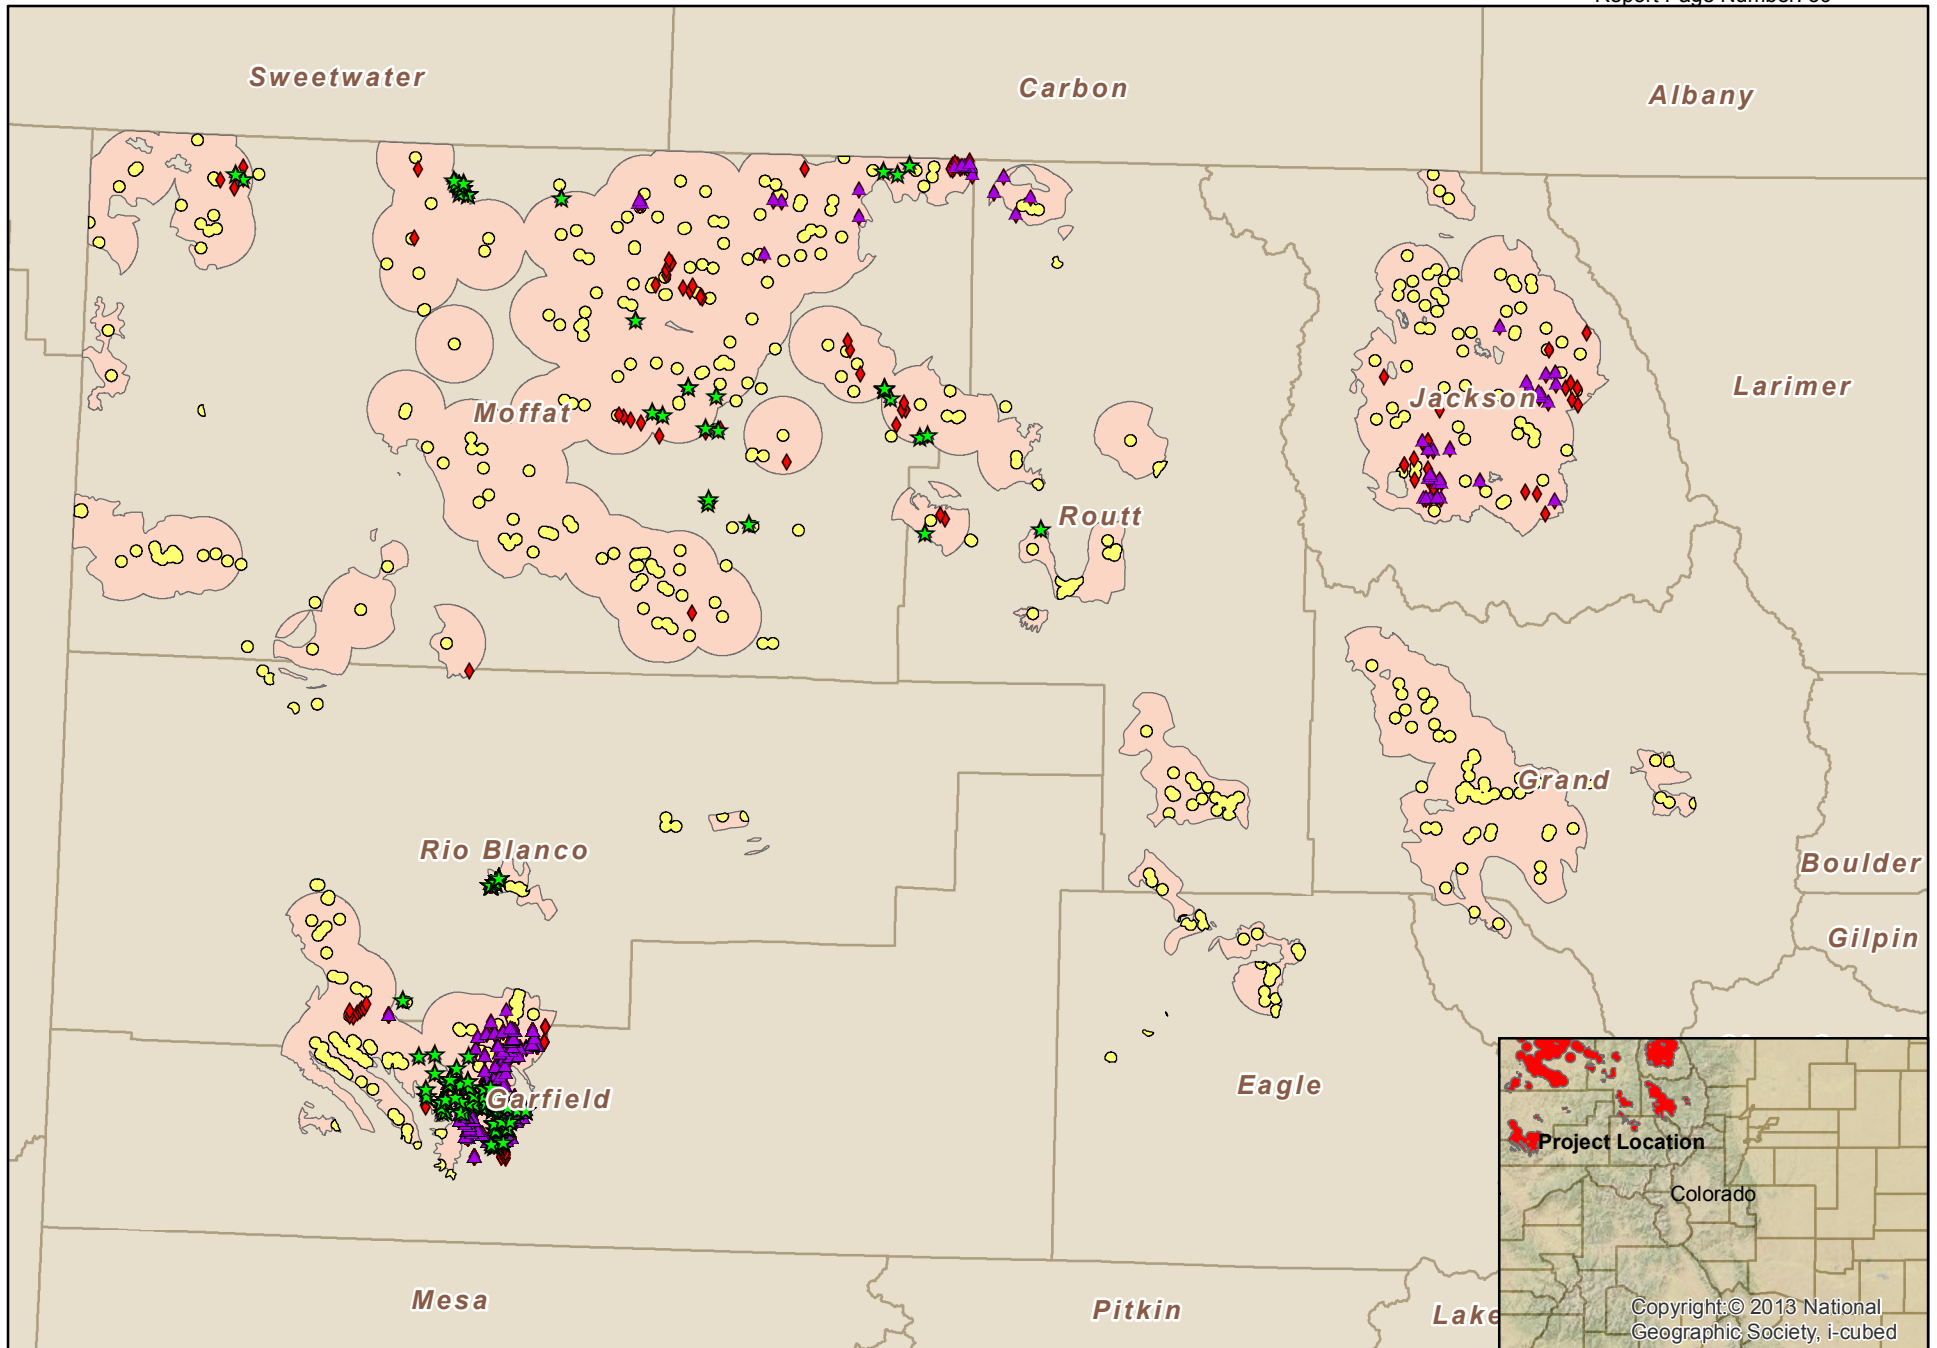 Sweetwater
Carbon
Albany
Moffat
Jackson
Larimer
Routt
Grand
Rio Blanco
Boulder
Gilpin
Garfield
Eagle
Mesa
Pitkin
Lake
Project Location
Colorado
Copyright:© 2013 National
Geographic Society, i-cubed